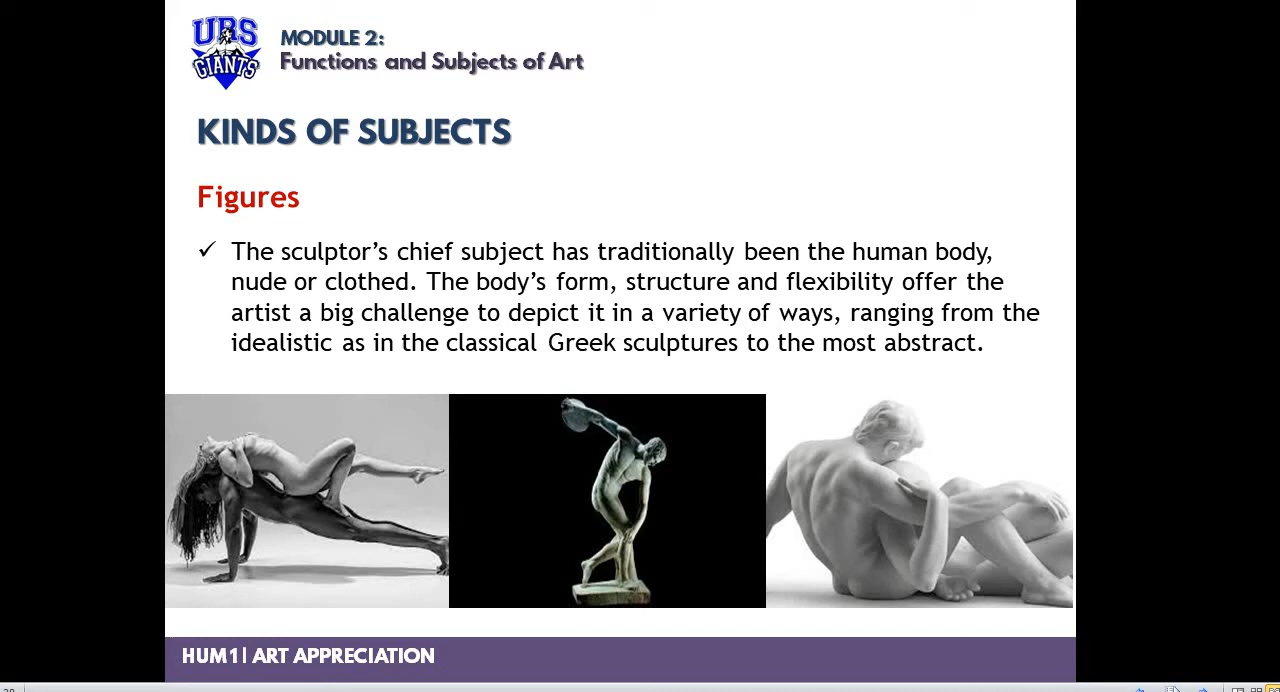 URS
GIANTS
MODULE 2:
Functions and Subjects of Art
KINDS OF SUBJECTS
Figures
✓ The sculptor’s chief subject has traditionally been the human body,
nude or clothed. The body’s form, structure and flexibility offer the
artist a big challenge to depict it in a variety of ways, ranging from the
idealistic as in the classical Greek sculptures to the most abstract.
HUM1| ART APPRECIATION